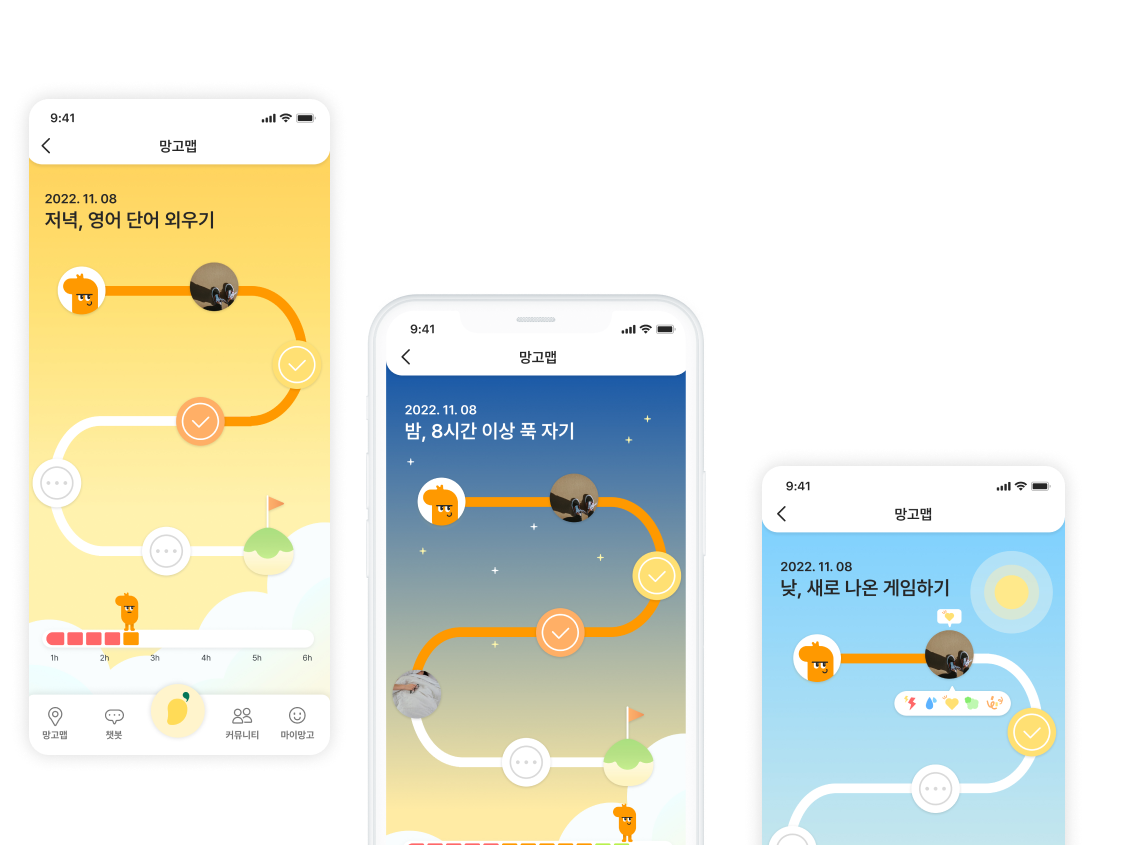 9:41
망고맵
2022. 11. 08
저녁, 영어 단어 외우기
1h 2h 3h 4h 5h 6h
망고맵 챗봇 커뮤니티 마이망고
9:41
망고맵
2022. 11. 08
밤, 8시간 이상 푹 자기
9:41
망고맵
2022. 11. 08
낮, 새로 나온 게임하기